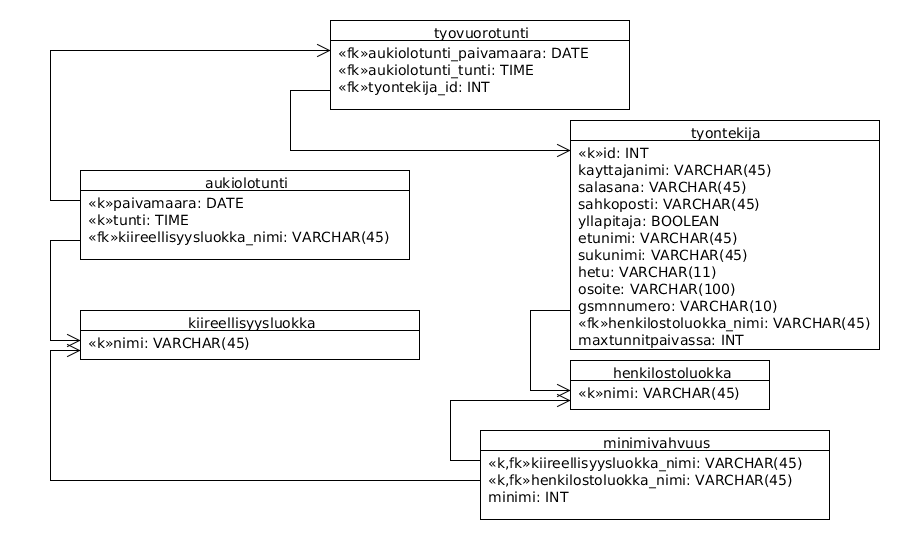 tyovuorotunti
«fk»aukiolotunti_paivamaara: DATE
«fk»aukiolotunti_tunti: TIME
«fk»tyontekija_id: INT
tyontekija
«k»id: INT
kayttajanimi: VARCHAR(45)
salasana: VARCHAR(45)
sahkoposti: VARCHAR(45)
yllapitaja: BOOLEAN
etunimi: VARCHAR(45)
sukunimi: VARCHAR(45)
hetu: VARCHAR(11)
osoite: VARCHAR(100)
gsmnnumero: VARCHAR(10)
«fk»henkilostoluokka_nimi: VARCHAR(45)
maxtunnitpaivassa: INT
aukiolotunti
«k»paivamaara: DATE
«k»tunti: TIME
«fk»kiireellisyysluokka_nimi: VARCHAR(45)
kiireellisyysluokka
«k»nimi: VARCHAR(45)
henkilostoluokka
«k»nimi: VARCHAR(45)
minimivahvuus
«k,fk»kiireellisyysluokka_nimi: VARCHAR(45)
«k,fk»henkilostoluokka_nimi: VARCHAR(45)
minimi: INT